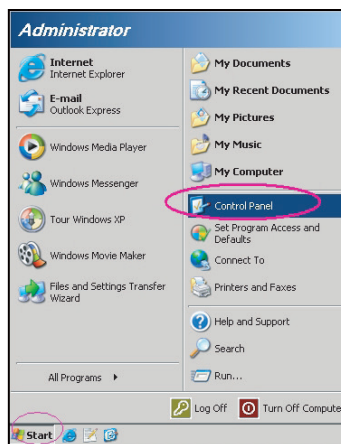 Administrator
Internet
Internet Explorer
E-mail
Outlook Express
Windows Media Player
Windows Messenger
Tour Windows XP
Windows Movie Maker
Files and Settings Transfer
Wizard
All Programs
My Documents
My Recent Documents
My Pictures
My Music
My Computer
Control Panel
Set Program Access and
Defaults
Connect To
Printers and Faxes
Help and Support
Search
Run...
Log Off
Turn Off Compute
Start